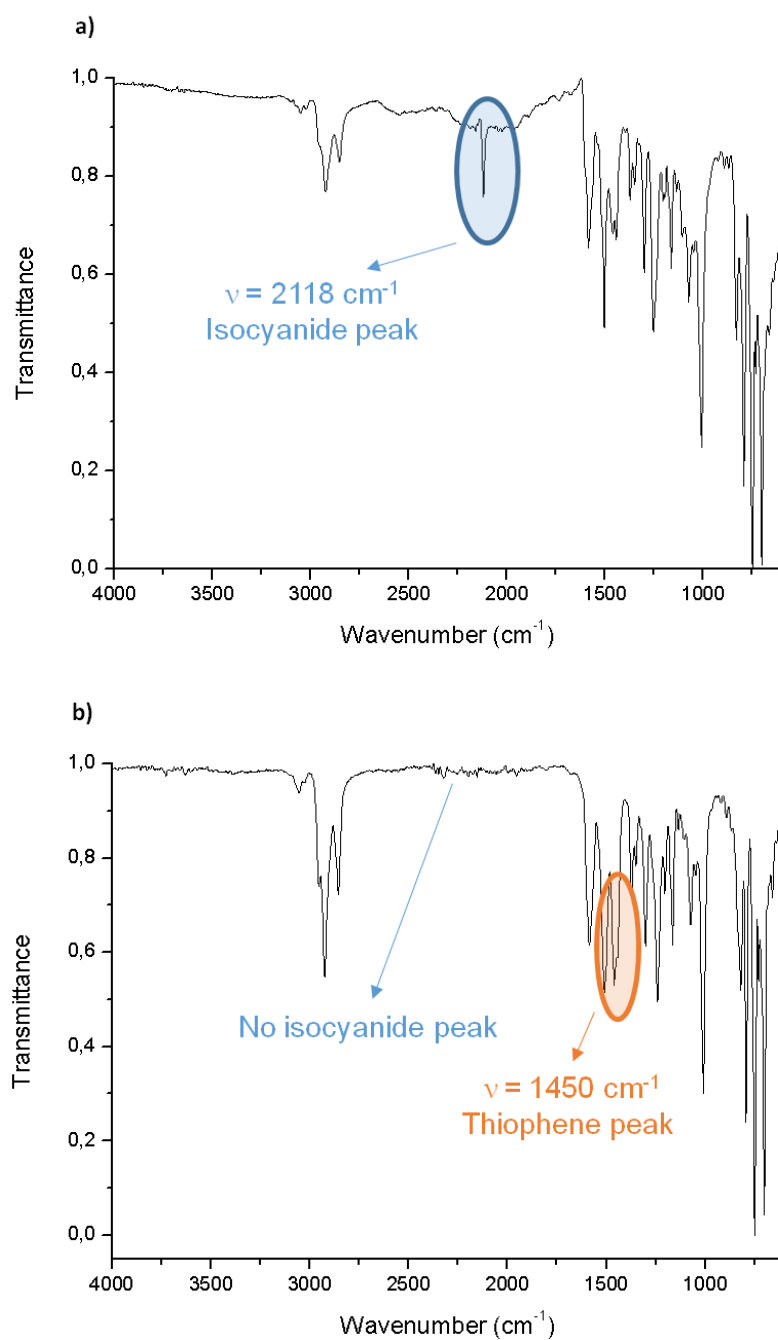 a)
1,0
0,8
0,6
0,4
0,2
0,0
Transmittance
ν = 2118 cm⁻¹
Isocyanide peak
4000 3500 3000 2500 2000 1500 1000
Wavenumber (cm⁻¹)
b)
1,0
0,8
0,6
0,4
0,2
0,0
Transmittance
No isocyanide peak
ν = 1450 cm⁻¹
Thiophene peak
4000 3500 3000 2500 2000 1500 1000
Wavenumber (cm⁻¹)